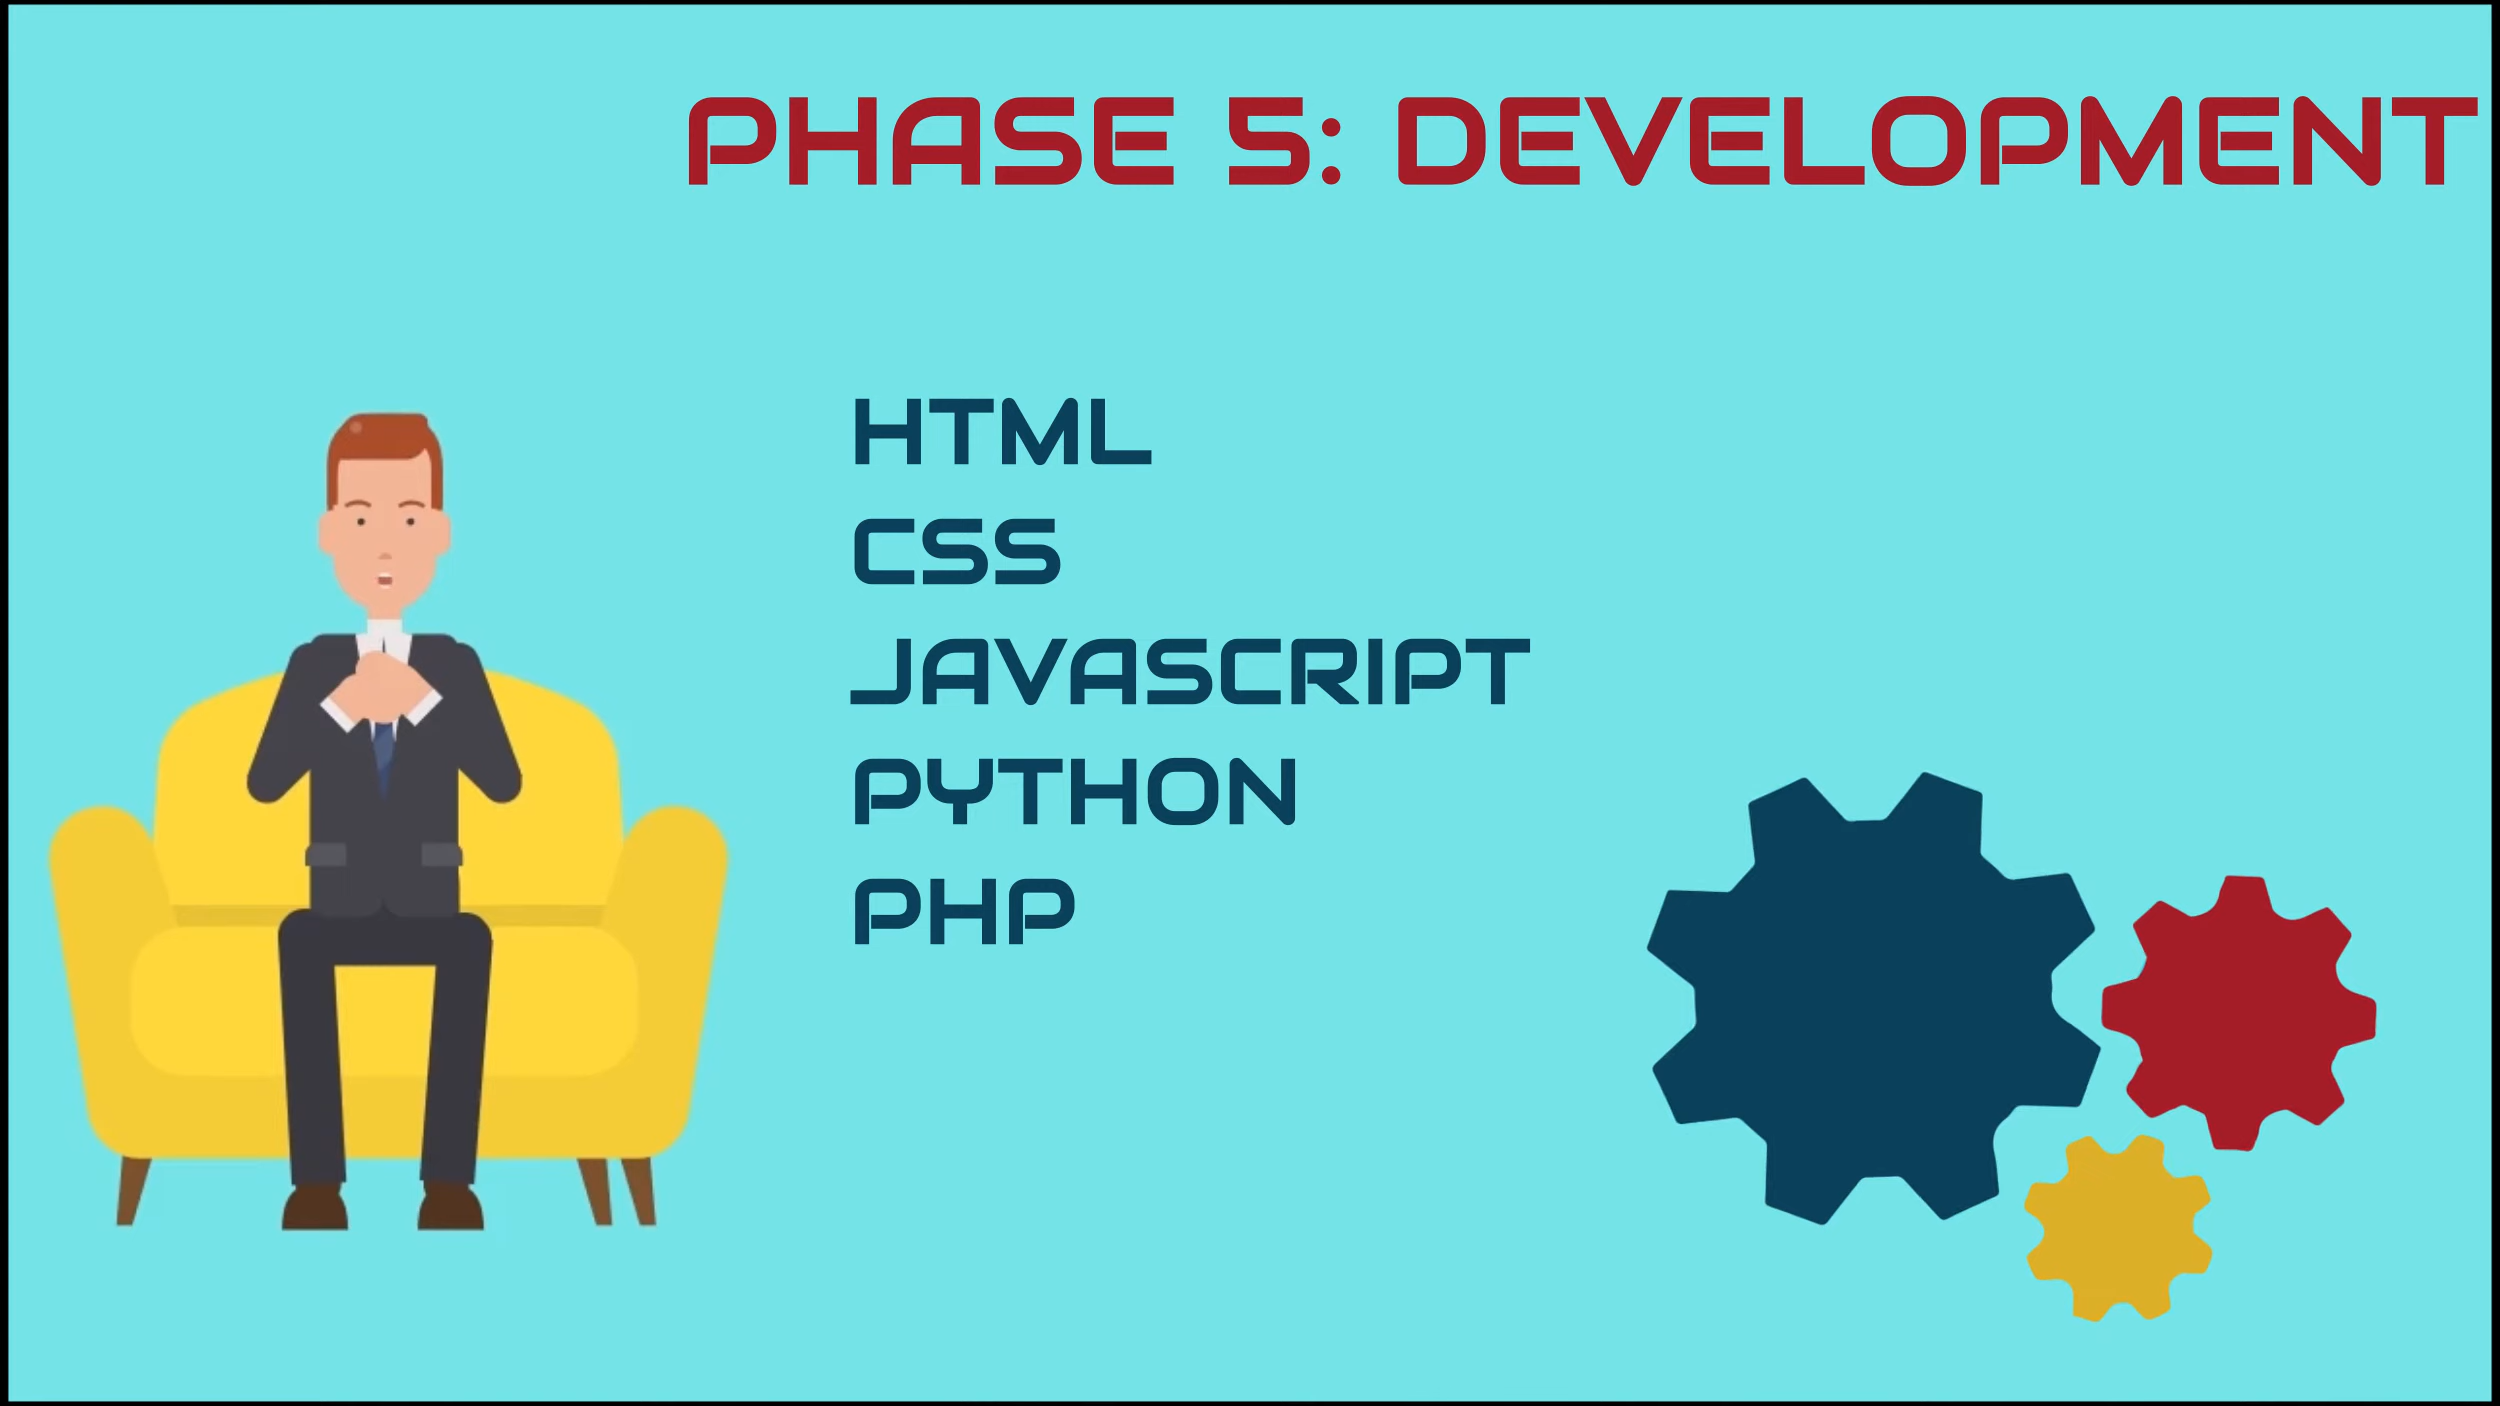 PHASE 5: DEVELOPMENT
HTML
CSS
JAVASCRIPT
PYTHON
PHP